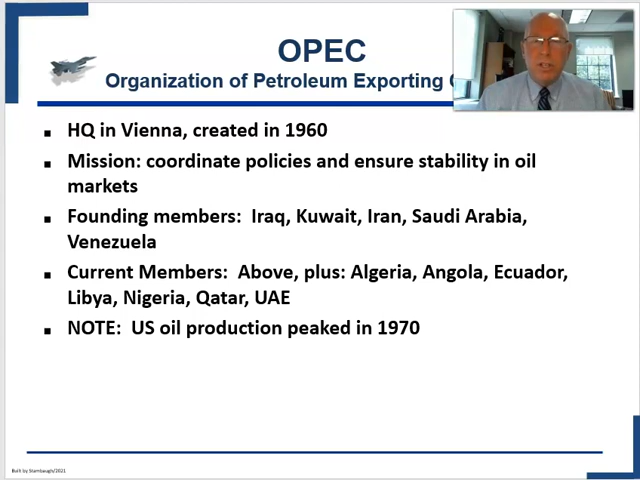 OPEC
Organization of Petroleum Exporting
■ HQ in Vienna, created in 1960
■ Mission: coordinate policies and ensure stability in oil
markets
■ Founding members: Iraq, Kuwait, Iran, Saudi Arabia,
Venezuela
■ Current Members: Above, plus: Algeria, Angola, Ecuador,
Libya, Nigeria, Qatar, UAE
■ NOTE: US oil production peaked in 1970
Built by Stambaugh/2021